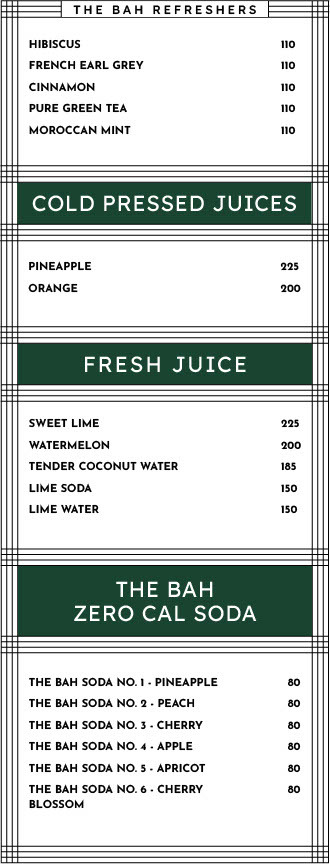 THE BAH REFRESHERS
HIBISCUS 110
FRENCH EARL GREY 110
CINNAMON 110
PURE GREEN TEA 110
MOROCCAN MINT 110
COLD PRESSED JUICES
PINEAPPLE 225
ORANGE 200
FRESH JUICE
SWEET LIME 225
WATERMELON 200
TENDER COCONUT WATER 185
LIME SODA 150
LIME WATER 150
THE BAH
ZERO CAL SODA
THE BAH SODA NO. 1 - PINEAPPLE 80
THE BAH SODA NO. 2 - PEACH 80
THE BAH SODA NO. 3 - CHERRY 80
THE BAH SODA NO. 4 - APPLE 80
THE BAH SODA NO. 5 - APRICOT 80
THE BAH SODA NO. 6 - CHERRY 80
BLOSSOM